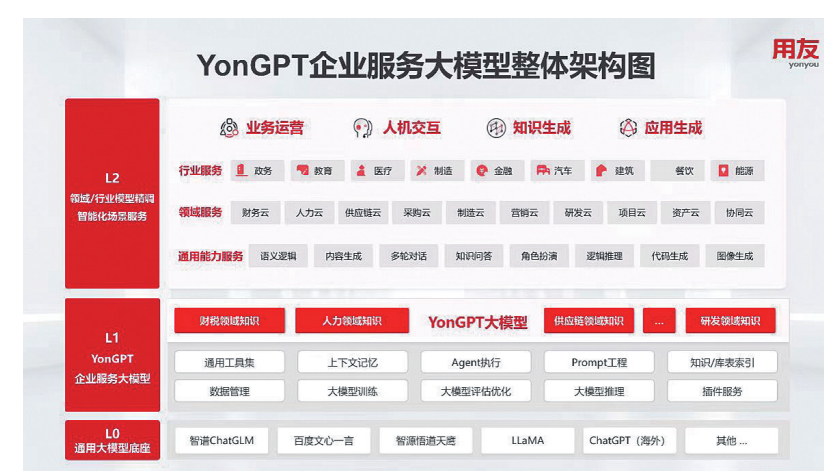 YonGPT企业服务大模型整体架构图
用友
yonyou
L2
领域/行业模型精调
智能化场景服务
业务运营 人机交互 知识生成 应用生成
行业服务 政务 教育 医疗 制造 金融 汽车 建筑 餐饮 能源
领域服务 财务云 人力云 供应链云 采购云 制造云 营销云 研发云 项目云 资产云 协同云
通用能力服务 语义逻辑 内容生成 多轮对话 知识问答 角色扮演 逻辑推理 代码生成 图像生成
L1
YonGPT
企业服务大模型
财税领域知识 人力领域知识 YonGPT大模型 供应链领域知识 ... 研发领域知识
通用工具集 上下文记忆 Agent执行 Prompt工程 知识/库表索引
数据管理 大模型训练 大模型评估优化 大模型推理 插件服务
L0
通用大模型底座
智谱ChatGLM 百度文心一言 智源悟道天鹰 LLaMA ChatGPT（海外） 其他 ...